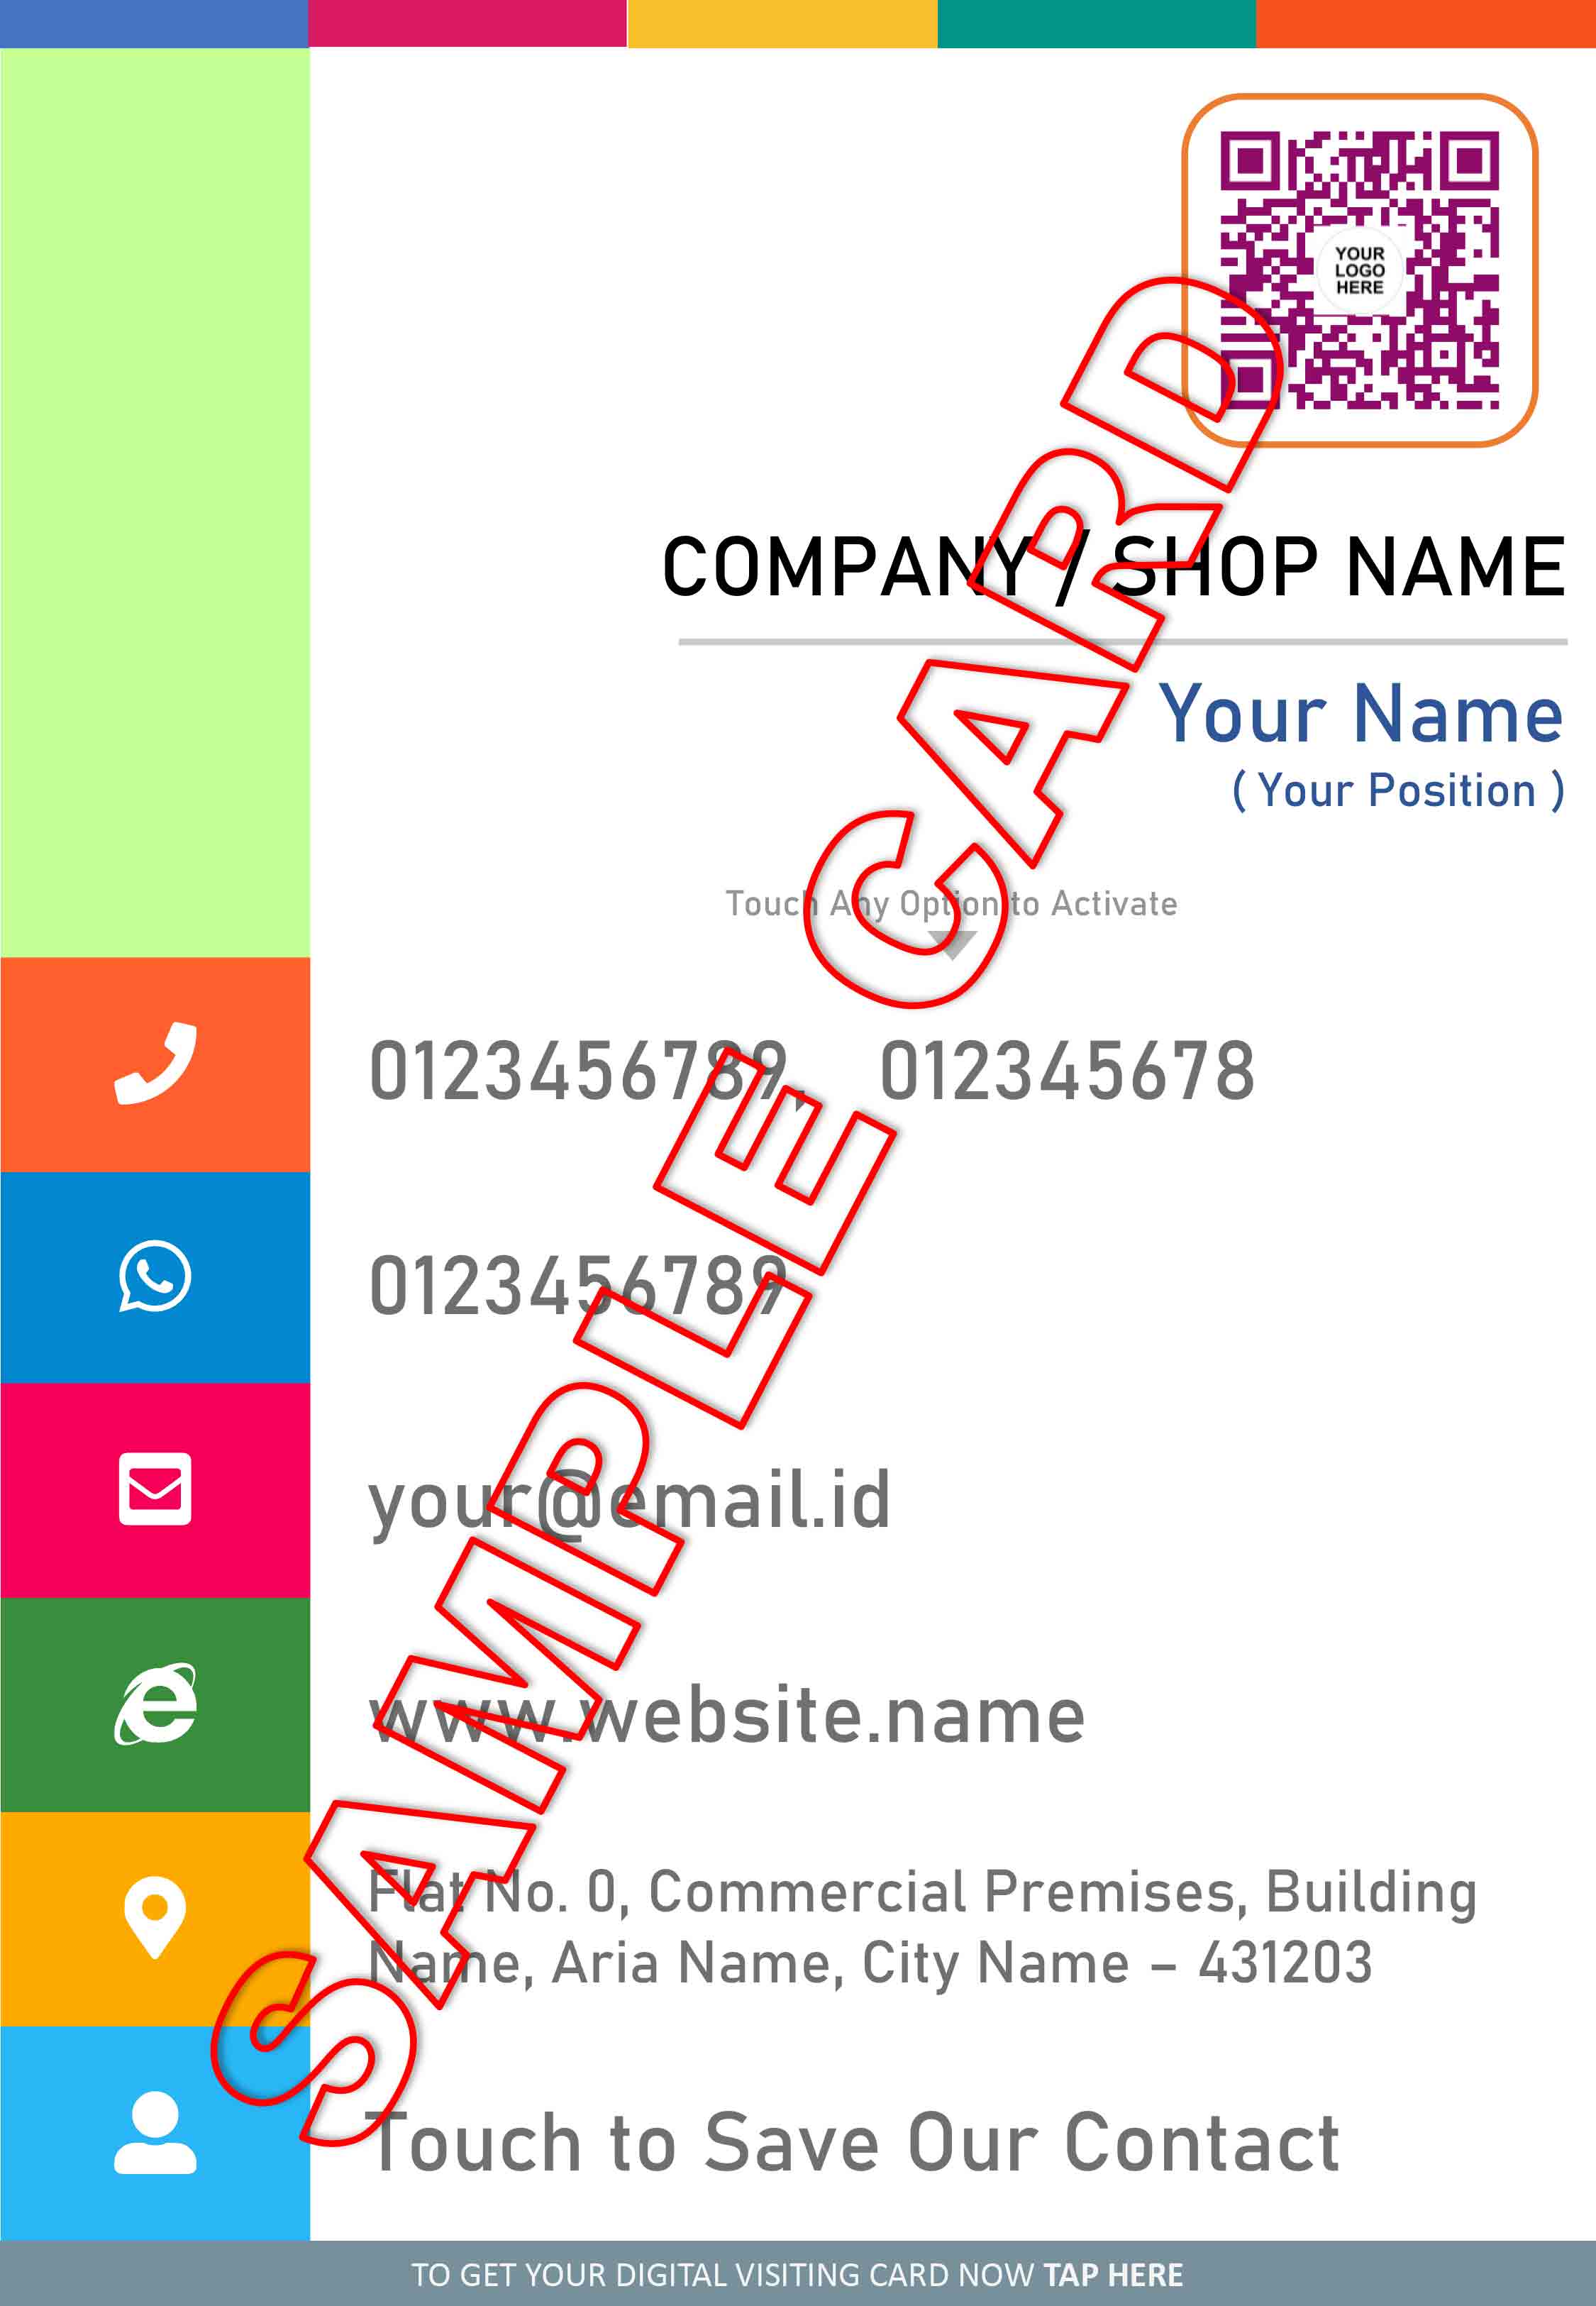 YOUR
LOGO
HERE
COMPANY / SHOP NAME
Your Name
( Your Position )
Touch Any Option to Activate
0123456789, 012345678
0123456789
your@email.id
www.website.name
Flat No. 0, Commercial Premises, Building
Name, Aria Name, City Name – 431203
Touch to Save Our Contact
SAMPLE CARD
TO GET YOUR DIGITAL VISITING CARD NOW TAP HERE